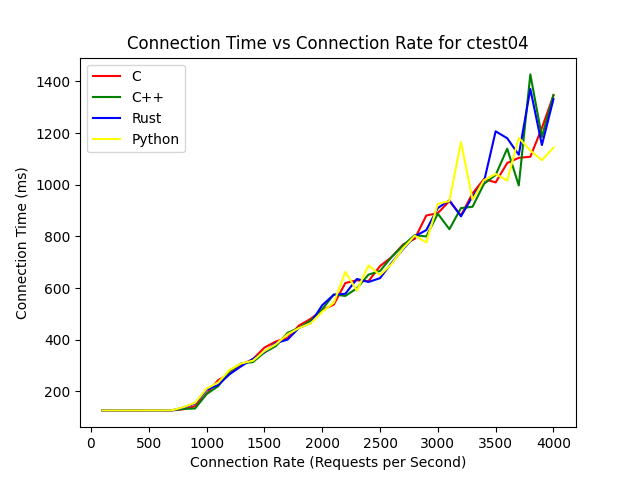 Connection Time vs Connection Rate for ctest04
C
C++
Rust
Python
Connection Time (ms)
1400
1200
1000
800
600
400
200
0 500 1000 1500 2000 2500 3000 3500 4000
Connection Rate (Requests per Second)